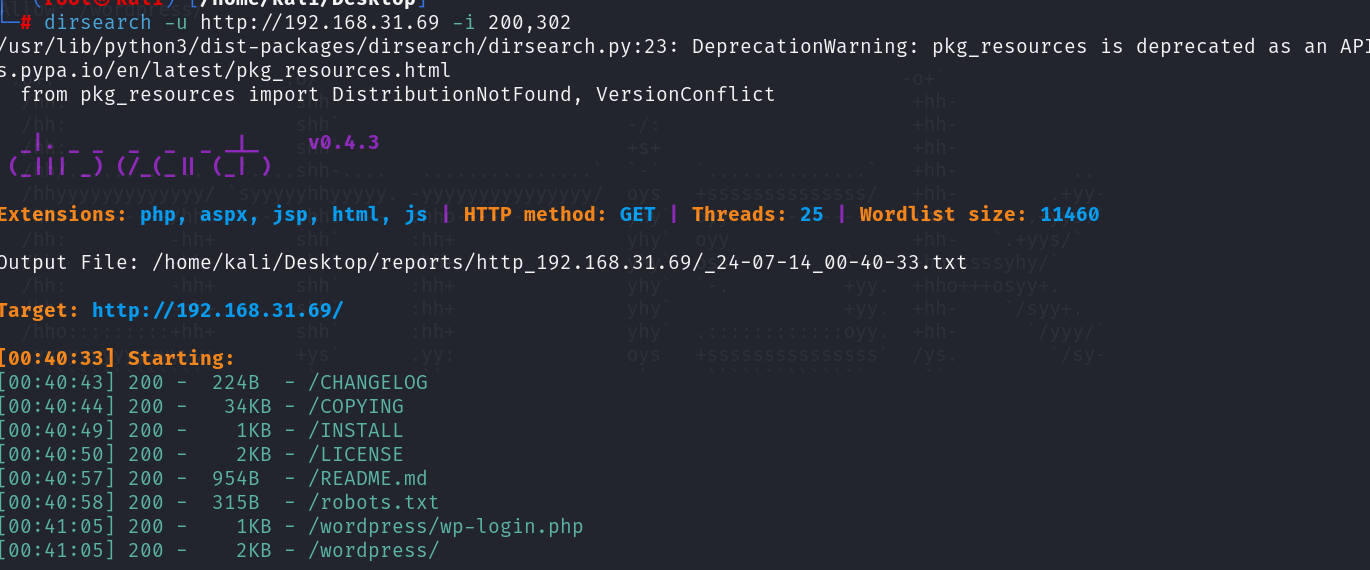 (root㉿kali) [/home/kali/Desktop]
# dirsearch -u http://192.168.31.69 -i 200,302
/usr/lib/python3/dist-packages/dirsearch/dirsearch.py:23: DeprecationWarning: pkg_resources is deprecated as an API
s.pypa.io/en/latest/pkg_resources.html
from pkg_resources import DistributionNotFound, VersionConflict
v0.4.3
Extensions: php, aspx, jsp, html, js | HTTP method: GET | Threads: 25 | Wordlist size: 11460
Output File: /home/kali/Desktop/reports/http_192.168.31.69/_24-07-14_00-40-33.txt
Target: http://192.168.31.69/
[00:40:33] Starting:
[00:40:43] 200 - 224B - /CHANGELOG
[00:40:44] 200 - 34KB - /COPYING
[00:40:49] 200 - 1KB - /INSTALL
[00:40:50] 200 - 2KB - /LICENSE
[00:40:57] 200 - 954B - /README.md
[00:40:58] 200 - 315B - /robots.txt
[00:41:05] 200 - 1KB - /wordpress/wp-login.php
[00:41:05] 200 - 2KB - /wordpress/